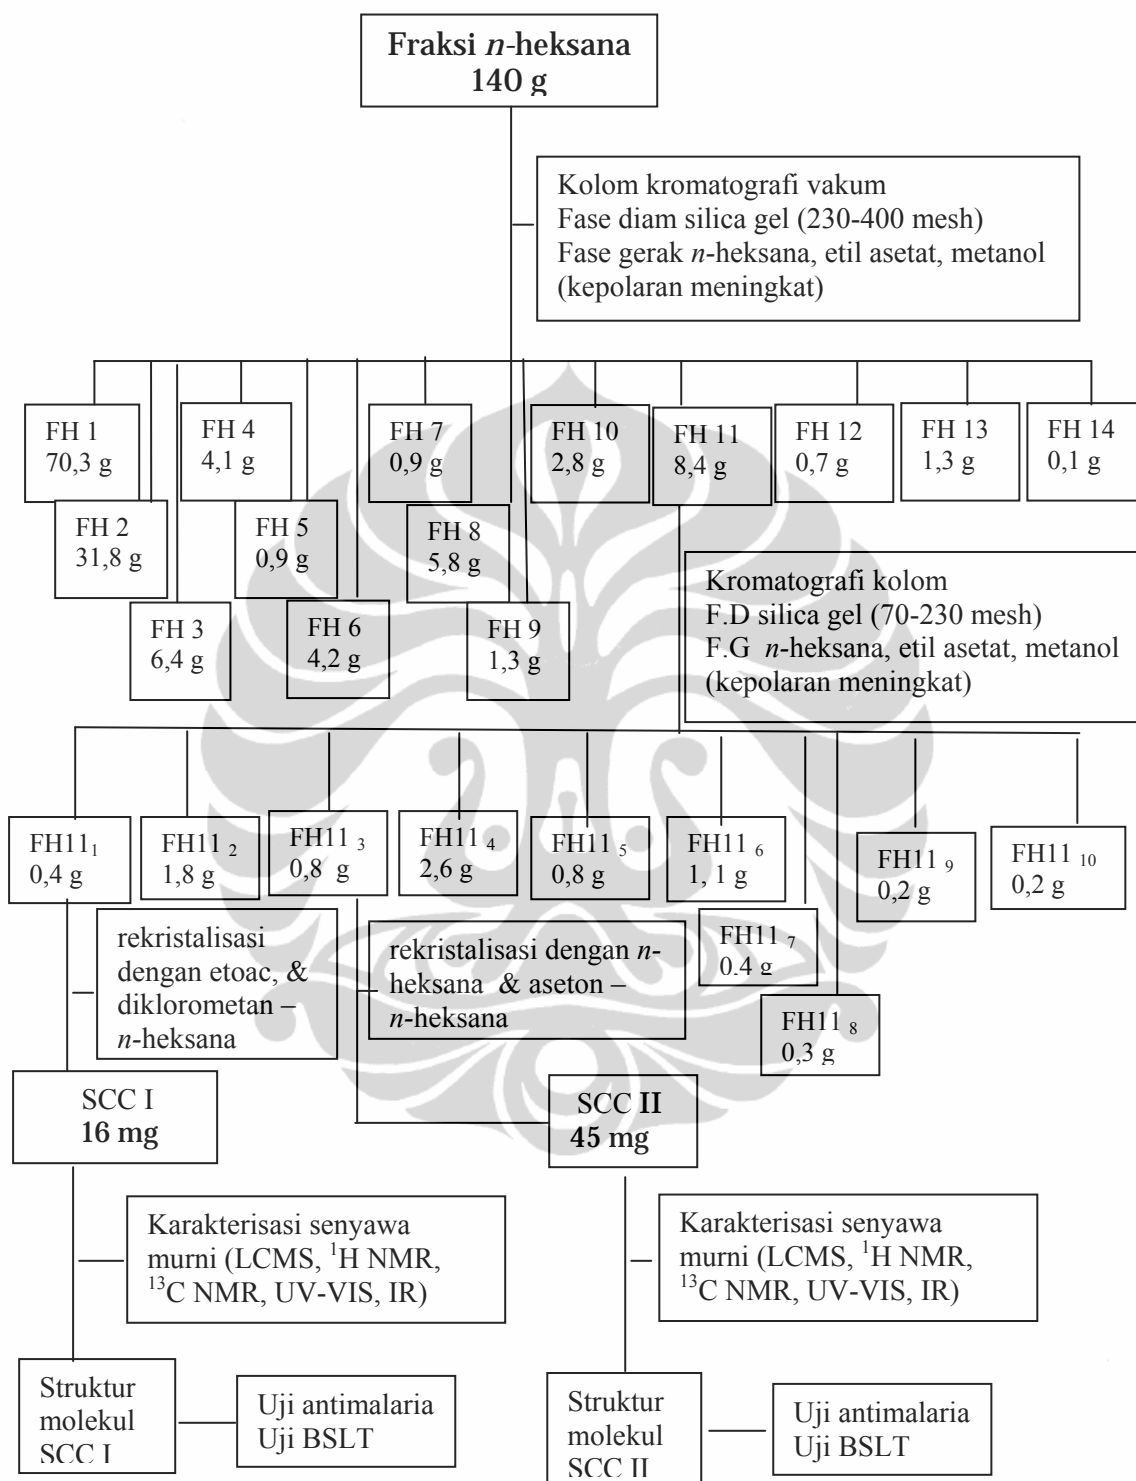 Fraksi n-heksana
140 g
Kolom kromatografi vakum
Fase diam silica gel (230-400 mesh)
Fase gerak n-heksana, etil asetat, metanol
(kepolaran meningkat)
FH 1
70,3 g
FH 2
31,8 g
FH 3
6,4 g
FH 4
4,1 g
FH 5
0,9 g
FH 6
4,2 g
FH 7
0,9 g
FH 8
5,8 g
FH 9
1,3 g
FH 10
2,8 g
FH 11
8,4 g
FH 12
0,7 g
FH 13
1,3 g
FH 14
0,1 g
Kromatografi kolom
F.D silica gel (70-230 mesh)
F.G n-heksana, etil asetat, metanol
(kepolaran meningkat)
FH11₁
0,4 g
FH11 ₂
1,8 g
FH11 ₃
0,8 g
FH11 ₄
2,6 g
FH11 ₅
0,8 g
FH11 ₆
1, 1 g
FH11 ₇
0,4 g
FH11 ₈
0,3 g
FH11 ₉
0,2 g
FH11 ₁₀
0,2 g
rekristalisasi
dengan etoac, &
diklorometan –
n-heksana
rekristalisasi dengan n-
heksana & aseton –
n-heksana
SCC I
16 mg
SCC II
45 mg
Karakterisasi senyawa
murni (LCMS, ¹H NMR,
¹³C NMR, UV-VIS, IR)
Karakterisasi senyawa
murni (LCMS, ¹H NMR,
¹³C NMR, UV-VIS, IR)
Struktur
molekul
SCC I
Uji antimalaria
Uji BSLT
Struktur
molekul
SCC II
Uji antimalaria
Uji BSLT